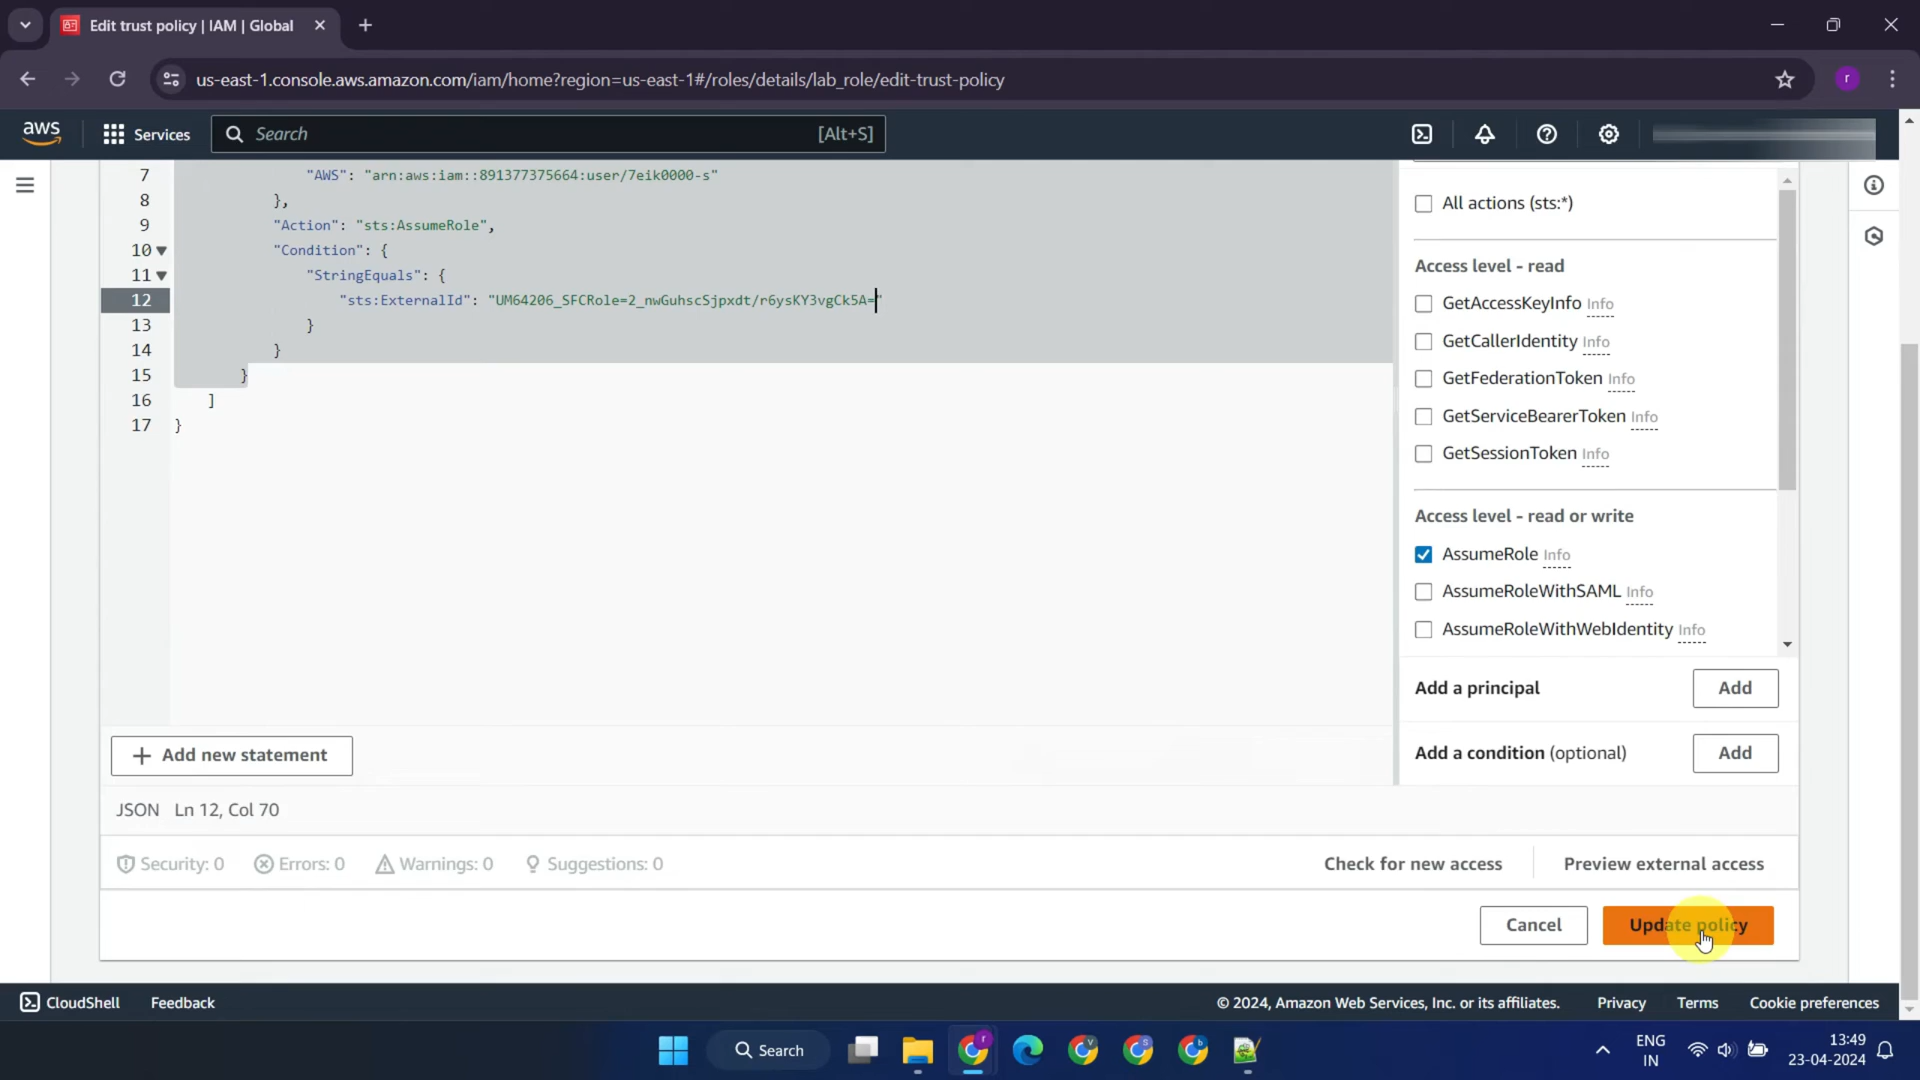 Edit trust policy | IAM | Global
us-east-1.console.aws.amazon.com/iam/home?region=us-east-1#/roles/details/lab_role/edit-trust-policy
r
aws
Services
Search
[Alt+S]
7 "AWS": "arn:aws:iam::891377375664:user/7eik0000-s"
8 },
9 "Action": "sts:AssumeRole",
10 "Condition": {
11 "StringEquals": {
12 "sts:ExternalId": "UM64206_SFCRole=2_nwGuhscSjpxdt/r6ysKY3vgCk5A="
13 }
14 }
15 }
16 ]
17 }
All actions (sts:*)
Access level - read
GetAccessKeyInfo Info
GetCallerIdentity Info
GetFederationToken Info
GetServiceBearerToken Info
GetSessionToken Info
Access level - read or write
AssumeRole Info
AssumeRoleWithSAML Info
AssumeRoleWithWebIdentity Info
Add a principal
Add
Add a condition (optional)
Add
+ Add new statement
JSON Ln 12, Col 70
Security: 0
Errors: 0
Warnings: 0
Suggestions: 0
Check for new access
Preview external access
Cancel
Update policy
CloudShell
Feedback
© 2024, Amazon Web Services, Inc. or its affiliates.
Privacy
Terms
Cookie preferences
Search
ENG
IN
13:49
23-04-2024